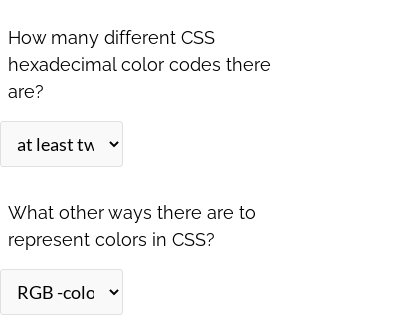 How many different CSS
hexadecimal color codes there
are?
at least tw
What other ways there are to
represent colors in CSS?
RGB -colo